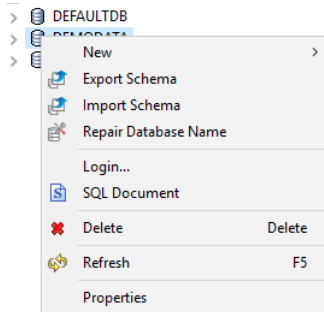 DEFAULTDB
DEMODATA
New
Export Schema
Import Schema
Repair Database Name
Login...
SQL Document
Delete Delete
Refresh F5
Properties